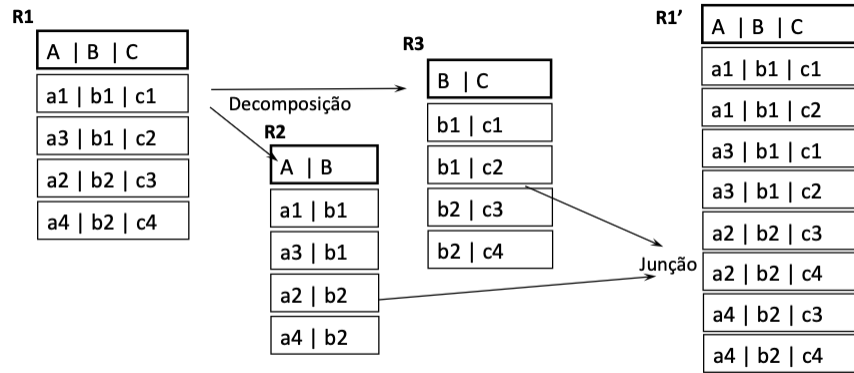 R1
A | B | C
a1 | b1 | c1
a3 | b1 | c2
a2 | b2 | c3
a4 | b2 | c4
Decomposição
R2
A | B
a1 | b1
a3 | b1
a2 | b2
a4 | b2
R3
B | C
b1 | c1
b1 | c2
b2 | c3
b2 | c4
Junção
R1’
A | B | C
a1 | b1 | c1
a1 | b1 | c2
a3 | b1 | c1
a3 | b1 | c2
a2 | b2 | c3
a2 | b2 | c4
a4 | b2 | c3
a4 | b2 | c4